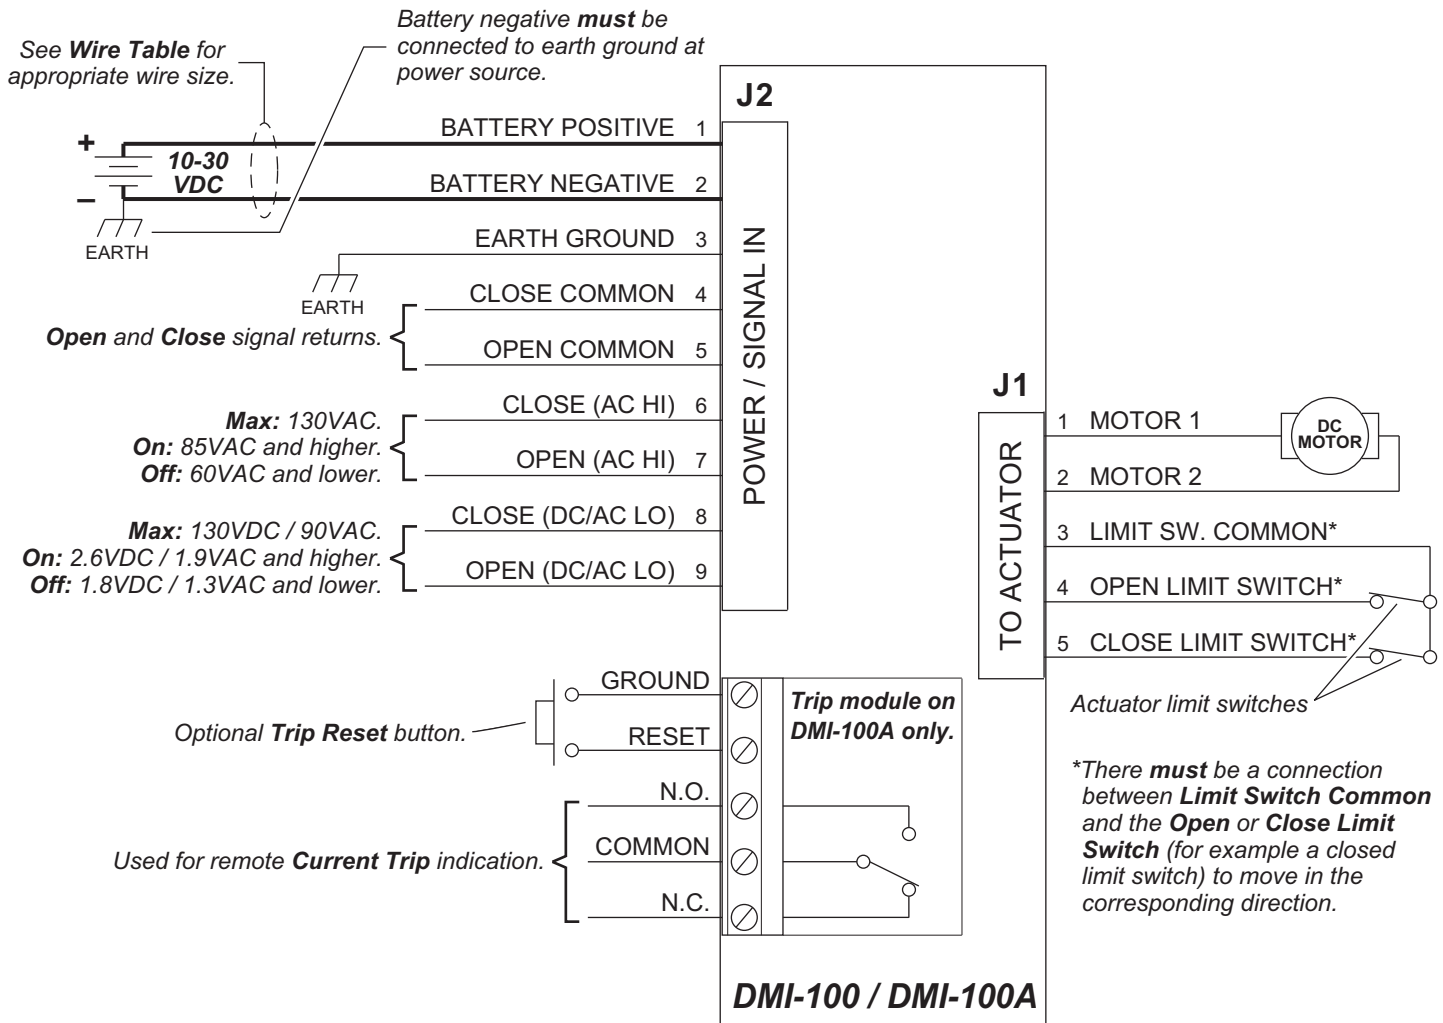 Battery negative must be
connected to earth ground at
power source.
See Wire Table for
appropriate wire size.
J2
BATTERY POSITIVE 1
+
10-30
VDC
BATTERY NEGATIVE 2
–
EARTH
EARTH GROUND 3
EARTH
CLOSE COMMON 4
Open and Close signal returns.
OPEN COMMON 5
CLOSE (AC HI) 6
Max: 130VAC.
On: 85VAC and higher.
Off: 60VAC and lower.
OPEN (AC HI) 7
CLOSE (DC/AC LO) 8
Max: 130VDC / 90VAC.
On: 2.6VDC / 1.9VAC and higher.
Off: 1.8VDC / 1.3VAC and lower.
OPEN (DC/AC LO) 9
POWER / SIGNAL IN
J1
TO ACTUATOR
1 MOTOR 1
DC
MOTOR
2 MOTOR 2
3 LIMIT SW. COMMON*
4 OPEN LIMIT SWITCH*
5 CLOSE LIMIT SWITCH*
Actuator limit switches
*There must be a connection
between Limit Switch Common
and the Open or Close Limit
Switch (for example a closed
limit switch) to move in the
corresponding direction.
GROUND
Optional Trip Reset button.
RESET
Trip module on
DMI-100A only.
N.O.
Used for remote Current Trip indication.
COMMON
N.C.
DMI-100 / DMI-100A